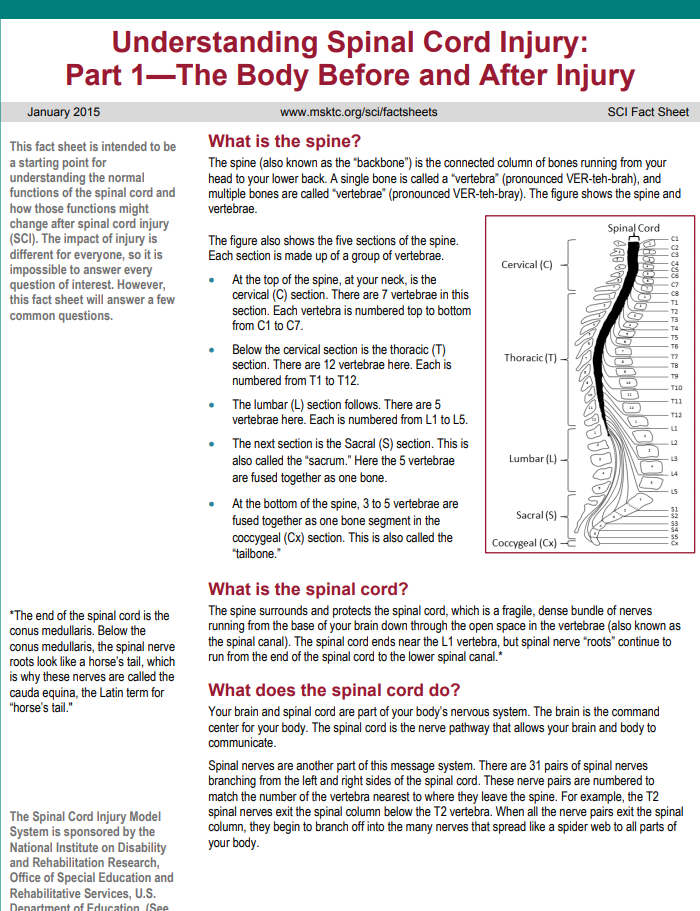 Understanding Spinal Cord Injury:
Part 1—The Body Before and After Injury
January 2015
www.msktc.org/sci/factsheets
SCI Fact Sheet
This fact sheet is intended to be
a starting point for
understanding the normal
functions of the spinal cord and
how those functions might
change after spinal cord injury
(SCI). The impact of injury is
different for everyone, so it is
impossible to answer every
question of interest. However,
this fact sheet will answer a few
common questions.
What is the spine?
The spine (also known as the “backbone”) is the connected column of bones running from your
head to your lower back. A single bone is called a “vertebra” (pronounced VER-teh-brah), and
multiple bones are called “vertebrae” (pronounced VER-teh-bray). The figure shows the spine and
vertebrae.
The figure also shows the five sections of the spine.
Each section is made up of a group of vertebrae.
• At the top of the spine, at your neck, is the
cervical (C) section. There are 7 vertebrae in this
section. Each vertebra is numbered top to bottom
from C1 to C7.
• Below the cervical section is the thoracic (T)
section. There are 12 vertebrae here. Each is
numbered from T1 to T12.
• The lumbar (L) section follows. There are 5
vertebrae here. Each is numbered from L1 to L5.
• The next section is the Sacral (S) section. This is
also called the “sacrum.” Here the 5 vertebrae
are fused together as one bone.
• At the bottom of the spine, 3 to 5 vertebrae are
fused together as one bone segment in the
coccygeal (Cx) section. This is also called the
“tailbone.”
Spinal Cord
Cervical (C)
Thoracic (T)
Lumbar (L)
Sacral (S)
Coccygeal (Cx)
C1
C2
C3
C4
C5
C6
C7
C8
T1
T2
T3
T4
T5
T6
T7
T8
T9
T10
T11
T12
L1
L2
L3
L4
L5
S1
S2
S3
S4
S5
Cx
What is the spinal cord?
The spine surrounds and protects the spinal cord, which is a fragile, dense bundle of nerves
running from the base of your brain down through the open space in the vertebrae (also known as
the spinal canal). The spinal cord ends near the L1 vertebra, but spinal nerve “roots” continue to
run from the end of the spinal cord to the lower spinal canal.*
*The end of the spinal cord is the
conus medullaris. Below the
conus medullaris, the spinal nerve
roots look like a horse’s tail, which
is why these nerves are called the
cauda equina, the Latin term for
“horse’s tail."
What does the spinal cord do?
Your brain and spinal cord are part of your body’s nervous system. The brain is the command
center for your body. The spinal cord is the nerve pathway that allows your brain and body to
communicate.
Spinal nerves are another part of this message system. There are 31 pairs of spinal nerves
branching from the left and right sides of the spinal cord. These nerve pairs are numbered to
match the number of the vertebra nearest to where they leave the spine. For example, the T2
spinal nerves exit the spinal column below the T2 vertebra. When all the nerve pairs exit the spinal
column, they begin to branch off into the many nerves that spread like a spider web to all parts of
your body.
The Spinal Cord Injury Model
System is sponsored by the
National Institute on Disability
and Rehabilitation Research,
Office of Special Education and
Rehabilitative Services, U.S.
Department of Education. (See